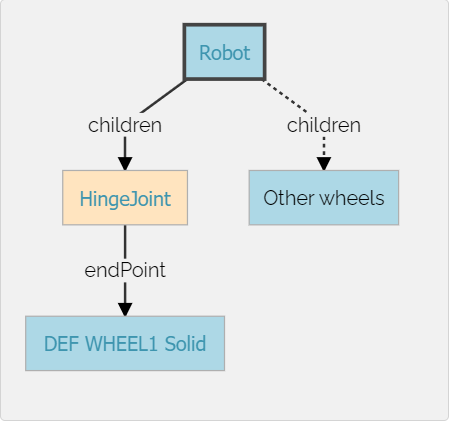 Robot
children
children
HingeJoint
Other wheels
endPoint
DEF WHEEL1 Solid